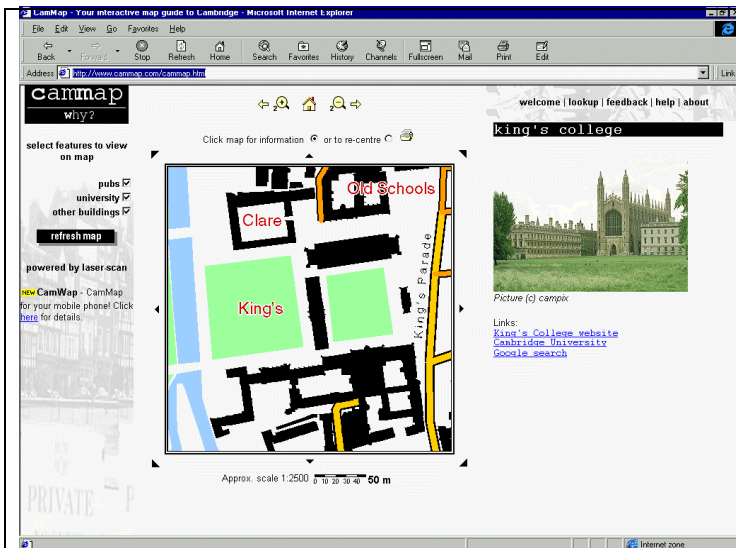 CamMap - Your interactive map guide to Cambridge - Microsoft Internet Explorer
File Edit View Go Favorites Help
Back Forward Stop Refresh Home Search Favorites History Channels Fullscreen Mail Print Edit
Address http://www.cammap.com/cammap.htm Link
cammap
why?
welcome | lookup | feedback | help | about
Click map for information or to re-centre
king's college
select features to view
on map
pubs
university
other buildings
refresh map
powered by laser-scan
NEW CamWap - CamMap
for your mobile phone! Click
here for details.
Old Schools
Clare
King's
King's Parade
Picture (c) campix
Links:
King's College website
Cambridge University
Google search
Approx. scale 1:2500 0 10 20 30 40 50 m
PRIVATE P
Internet zone